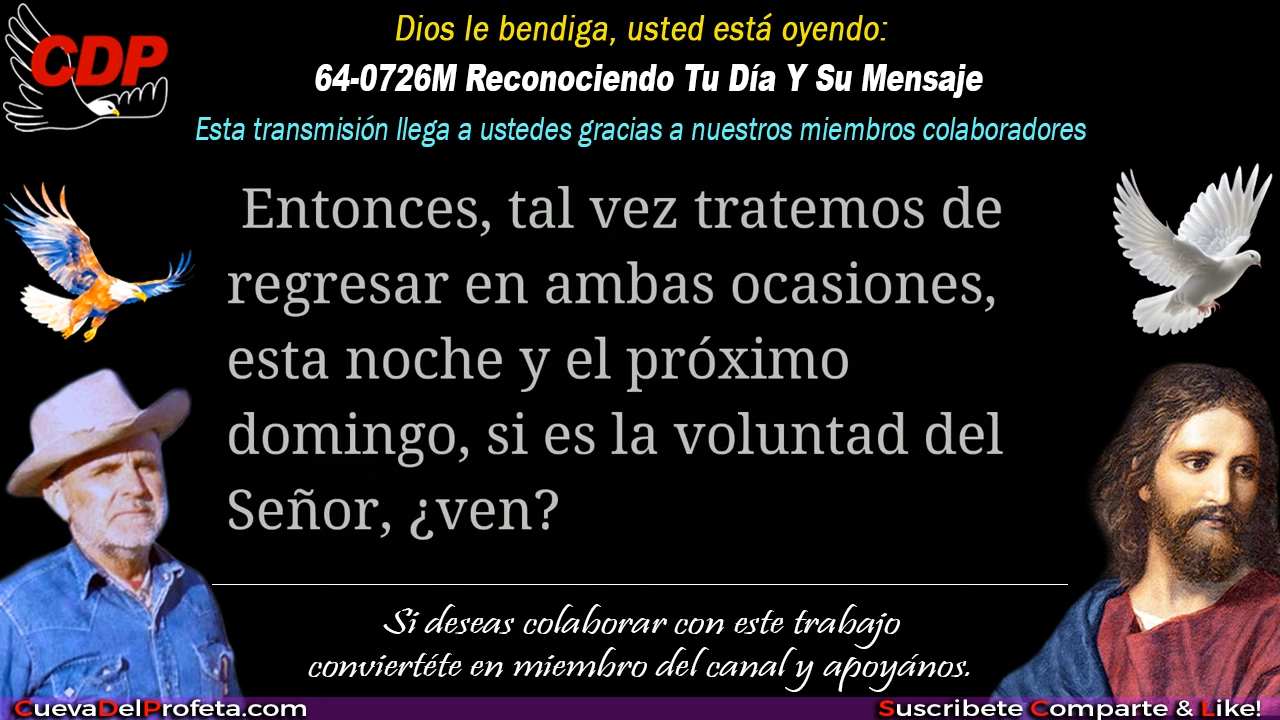 CDP
Dios le bendiga, usted está oyendo:
64-0726M Reconociendo Tu Día Y Su Mensaje
Esta transmisión llega a ustedes gracias a nuestros miembros colaboradores
Entonces, tal vez tratemos de
regresar en ambas ocasiones,
esta noche y el próximo
domingo, si es la voluntad del
Señor, ¿ven?
Si deseas colaborar con este trabajo
conviertéte en miembro del canal y apoyános.
CuevaDelProfeta.com
Suscribete Comparte & Like!